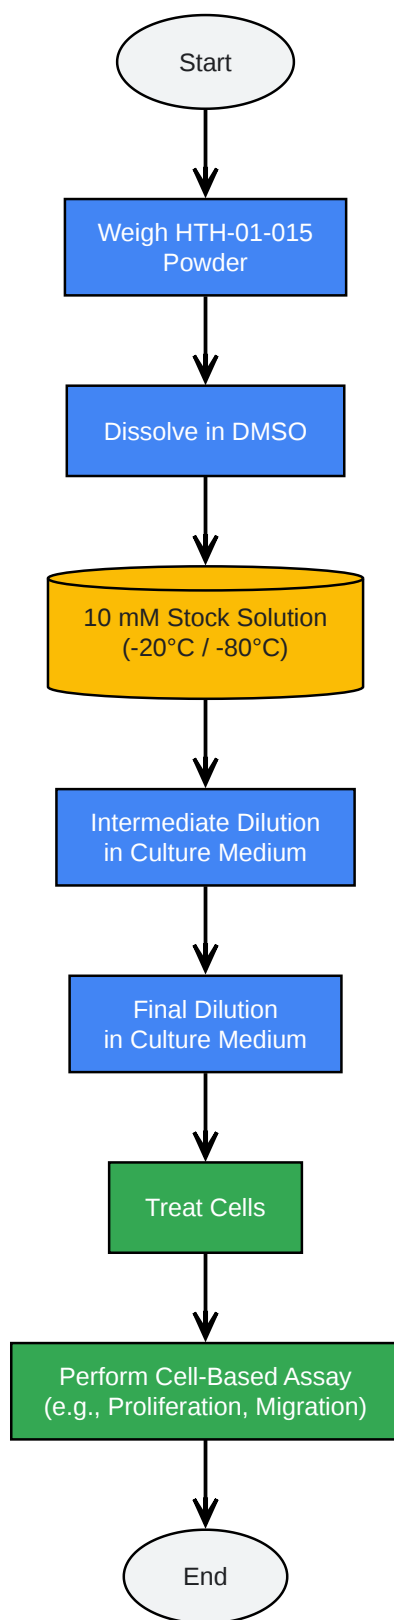 Start
Weigh HTH-01-015
Powder
Dissolve in DMSO
10 mM Stock Solution
(-20°C / -80°C)
Intermediate Dilution
in Culture Medium
Final Dilution
in Culture Medium
Treat Cells
Perform Cell-Based Assay
(e.g., Proliferation, Migration)
End